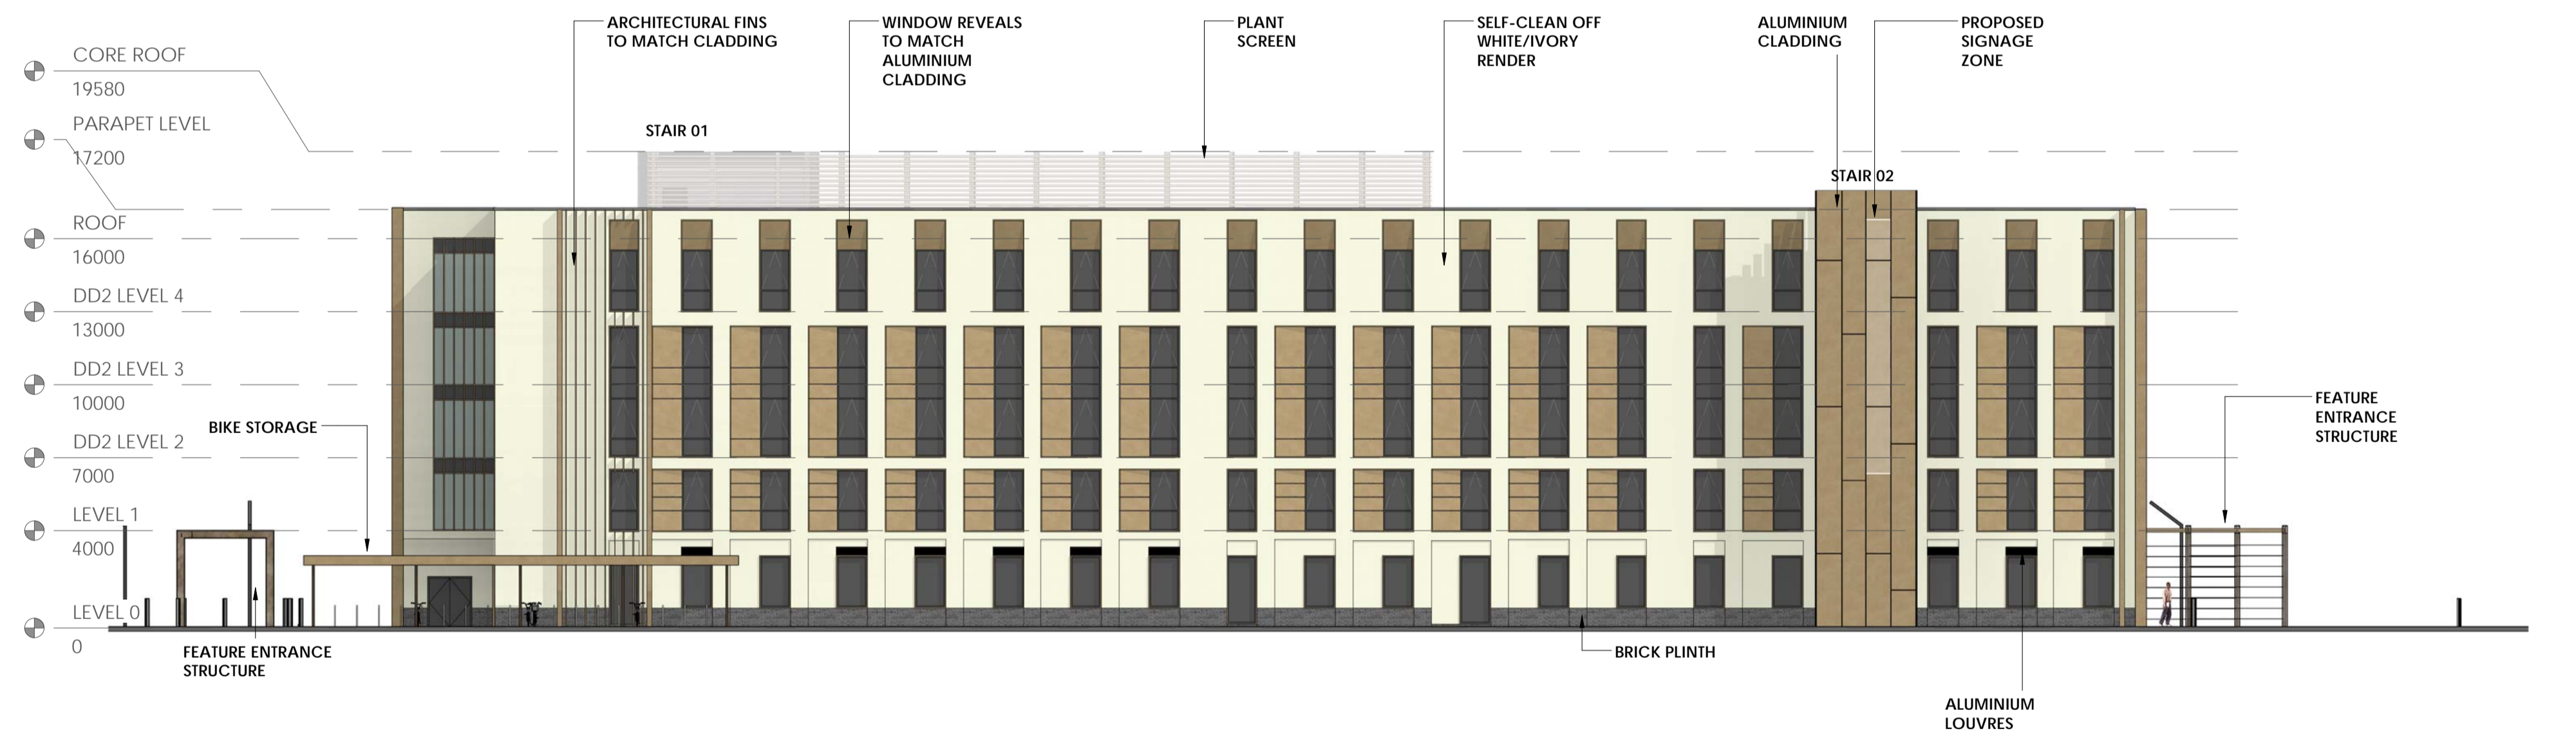 ARCHITECTURAL FINS
TO MATCH CLADDING
WINDOW REVEALS
TO MATCH
ALUMINIUM
CLADDING
PLANT
SCREEN
SELF-CLEAN OFF
WHITE/IVORY
RENDER
ALUMINIUM
CLADDING
PROPOSED
SIGNAGE
ZONE
CORE ROOF
19580
PARAPET LEVEL
17200
STAIR 01
STAIR 02
ROOF
16000
DD2 LEVEL 4
13000
DD2 LEVEL 3
10000
BIKE STORAGE
DD2 LEVEL 2
7000
FEATURE
ENTRANCE
STRUCTURE
LEVEL 1
4000
LEVEL 0
0
FEATURE ENTRANCE
STRUCTURE
BRICK PLINTH
ALUMINIUM
LOUVRES